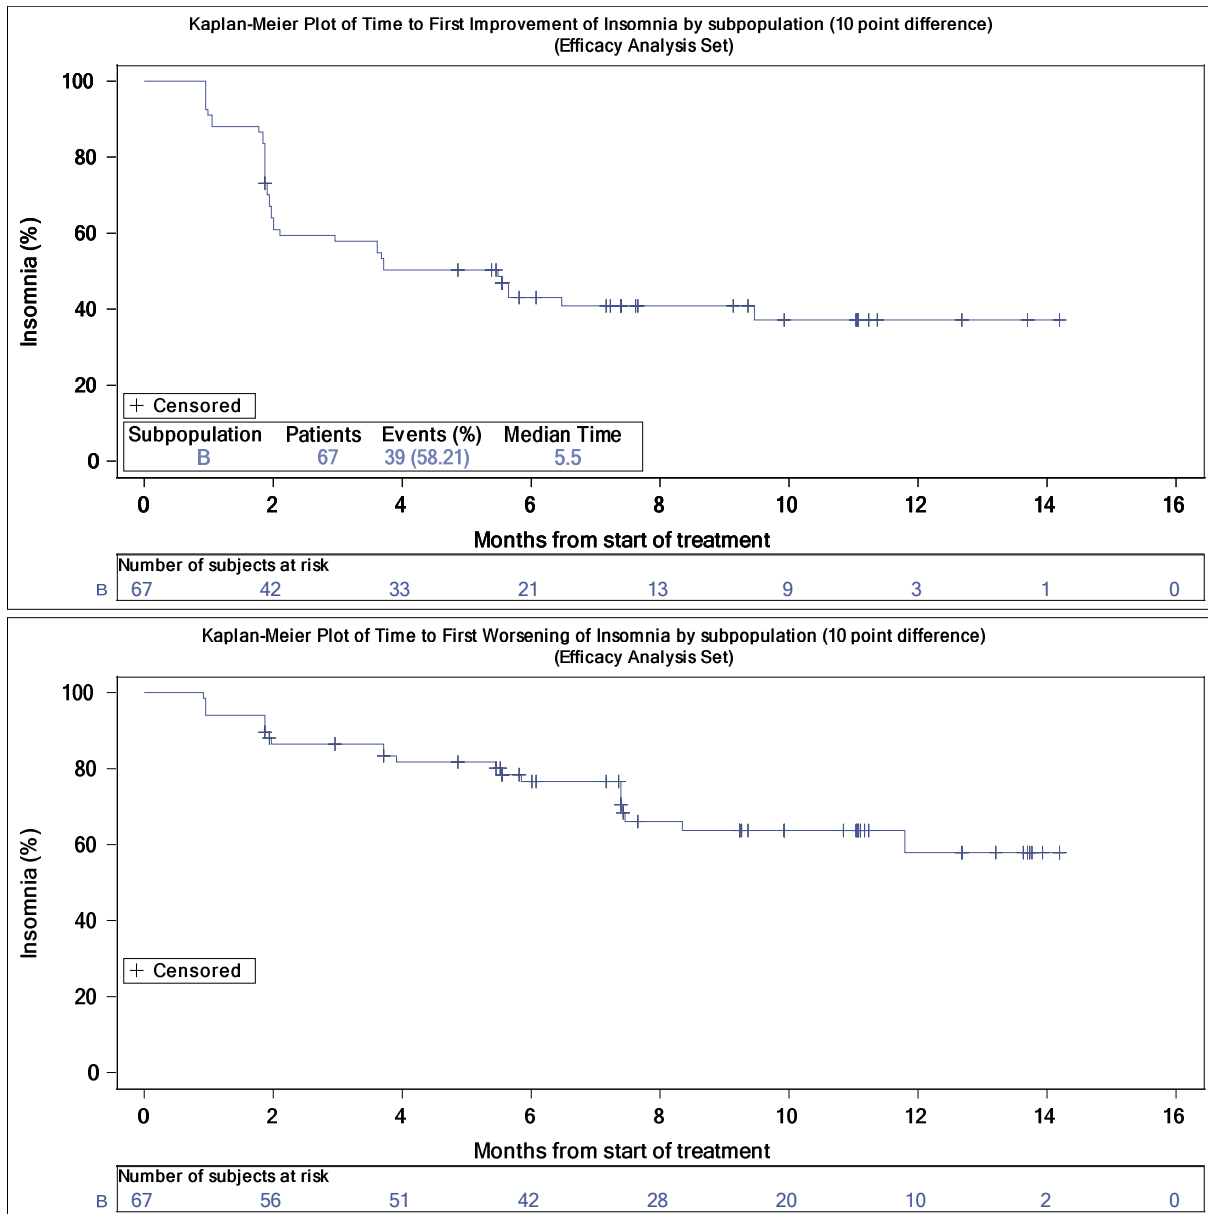 Kaplan-Meier Plot of Time to First Improvement of Insomnia by subpopulation (10 point difference)
(Efficacy Analysis Set)
100
80
60
40
20
0
Insomnia (%)
+ Censored
Subpopulation Patients Events (%) Median Time
B 67 39 (58.21) 5.5
0 2 4 6 8 10 12 14 16
Months from start of treatment
Number of subjects at risk
B 67 42 33 21 13 9 3 1 0
Kaplan-Meier Plot of Time to First Worsening of Insomnia by subpopulation (10 point difference)
(Efficacy Analysis Set)
100
80
60
40
20
0
Insomnia (%)
+ Censored
0 2 4 6 8 10 12 14 16
Months from start of treatment
Number of subjects at risk
B 67 56 51 42 28 20 10 2 0